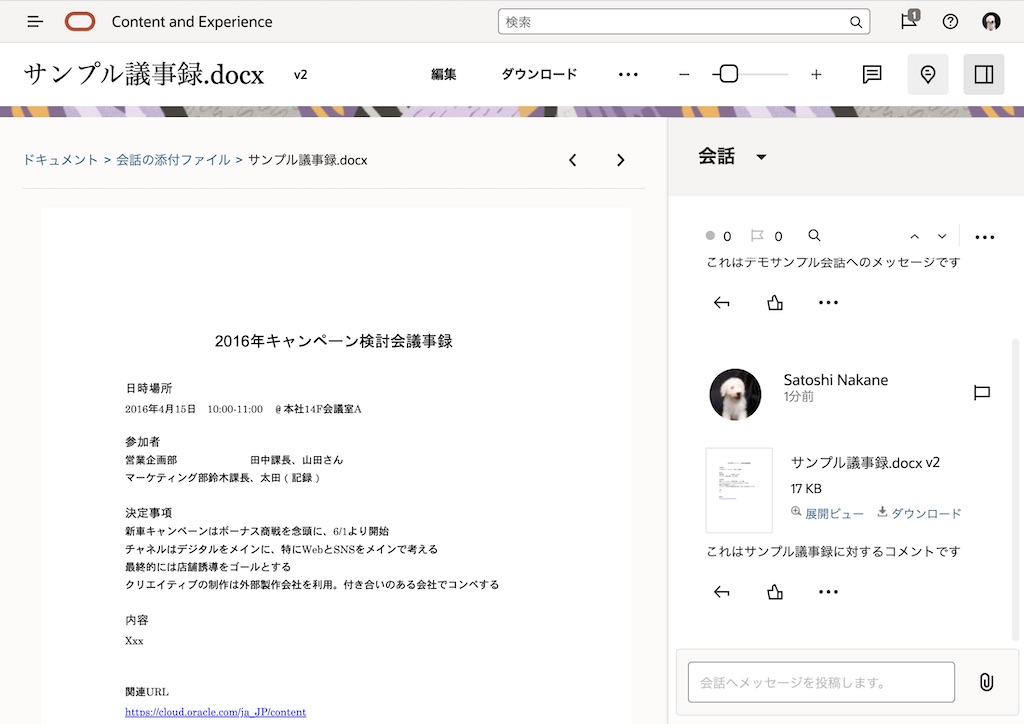 Content and Experience
検索
1
サンプル議事録.docx v2
編集 ダウンロード
ドキュメント > 会話の添付ファイル > サンプル議事録.docx
2016年キャンペーン検討会議事録
日時場所
2016年4月15日 10:00-11:00 @本社14F会議室A
参加者
営業企画部 田中課長、山田さん
マーケティング部鈴木課長、太田(記録)
決定事項
新車キャンペーンはボーナス商戦を念頭に、6/1より開始
チャネルはデジタルをメインに、特にWebとSNSをメインで考える
最終的には店舗誘導をゴールとする
クリエイティブの制作は外部製作会社を利用。付き合いのある会社でコンペする
内容
Xxx
関連URL
https://cloud.oracle.com/ja_JP/content
会話
0 0
これはデモサンプル会話へのメッセージです
Satoshi Nakane
1分前
サンプル議事録.docx v2
17 KB
展開ビュー ダウンロード
これはサンプル議事録に対するコメントです
会話へメッセージを投稿します。